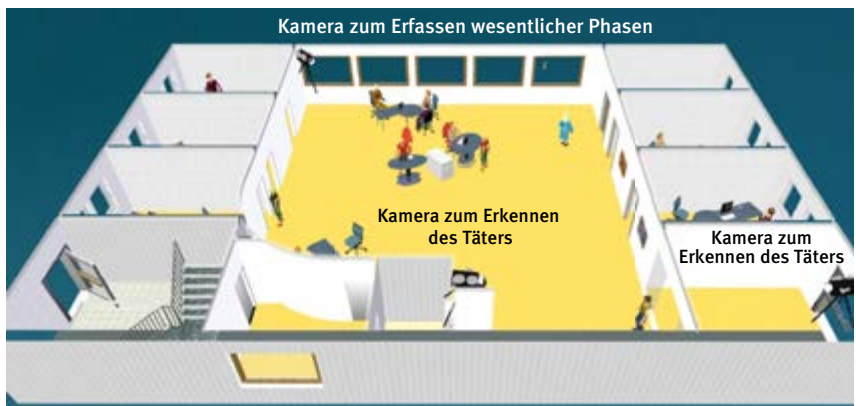 Kamera zum Erfassen wesentlicher Phasen
Kamera zum Erkennen
des Täters
Kamera zum
Erkennen des Täters